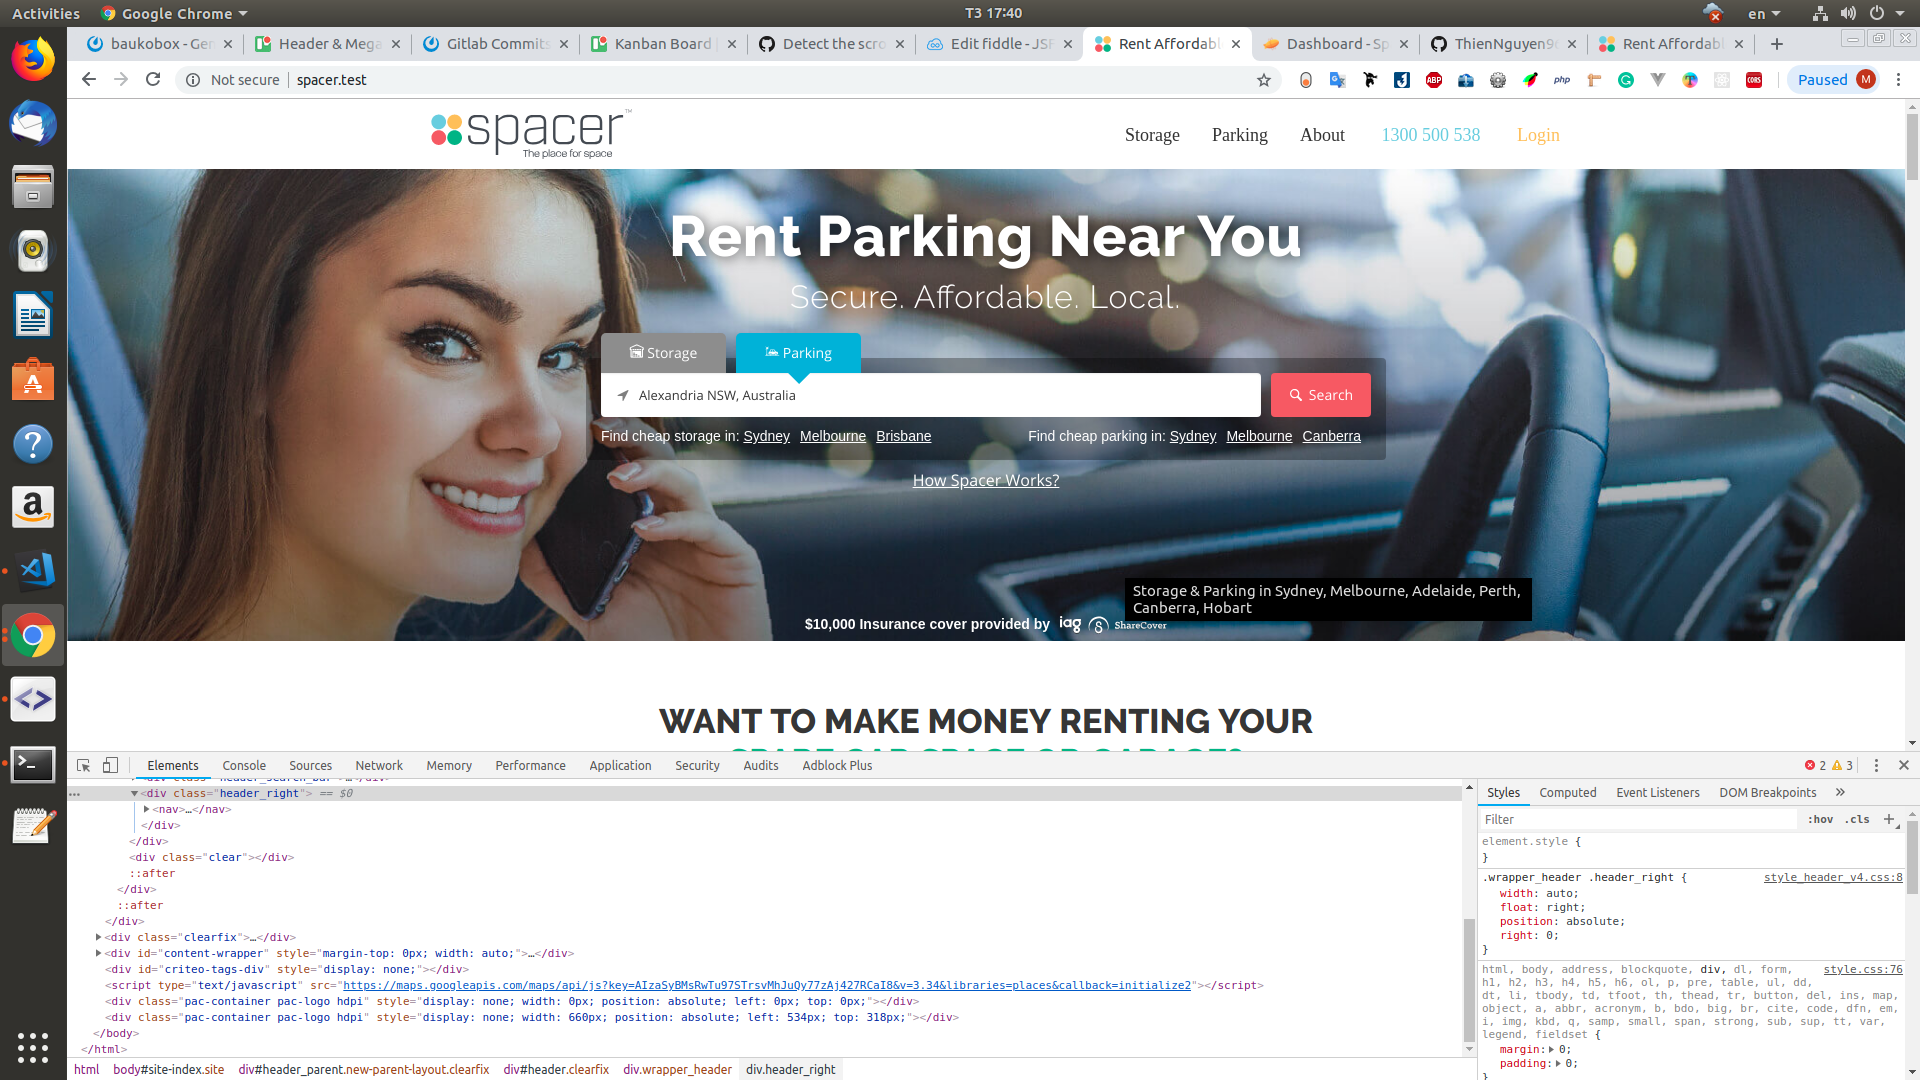 Activities
Google Chrome
T3 17:40
en
baukobox - Ger
Header & Mega
Gitlab Commits
Kanban Board
Detect the scro
Edit fiddle - JSF
Rent Affordabl
Dashboard - Sp
ThienNguyen9
Rent Affordabl
Not secure
spacer.test
ABP
php
CORS
Paused
M
spacer™
The place for space
Storage
Parking
About
1300 500 538
Login
Rent Parking Near You
Secure. Affordable. Local.
Storage
Parking
Alexandria NSW, Australia
Search
Find cheap storage in: Sydney Melbourne Brisbane
Find cheap parking in: Sydney Melbourne Canberra
How Spacer Works?
Storage & Parking in Sydney, Melbourne, Adelaide, Perth,
Canberra, Hobart
$10,000 Insurance cover provided by iag ShareCover
WANT TO MAKE MONEY RENTING YOUR
SPARE CAR SPACE OR GARAGE?
Elements
Console
Sources
Network
Memory
Performance
Application
Security
Audits
Adblock Plus
2
3
<div class="header_search_bar">…</div>
<div class="header_right"> == $0
<nav>…</nav>
</div>
</div>
<div class="clear"></div>
::after
</div>
::after
</div>
<div class="clearfix">…</div>
<div id="content-wrapper" style="margin-top: 0px; width: auto;">…</div>
<div id="criteo-tags-div" style="display: none;"></div>
<script type="text/javascript" src="https://maps.googleapis.com/maps/api/js?key=AIzaSyBMsRwTu97STrsvMhJuQy77zAj427RCaI8&v=3.34&libraries=places&callback=initialize2"></script>
<div class="pac-container pac-logo hdpi" style="display: none; width: 0px; position: absolute; left: 0px; top: 0px;"></div>
<div class="pac-container pac-logo hdpi" style="display: none; width: 660px; position: absolute; left: 534px; top: 318px;"></div>
</body>
</html>
html
body#site-index.site
div#header_parent.new-parent-layout.clearfix
div#header.clearfix
div.wrapper_header
div.header_right
Styles
Computed
Event Listeners
DOM Breakpoints
Filter
:hov
.cls
element.style {
}
.wrapper_header .header_right {
style_header_v4.css:8
width: auto;
float: right;
position: absolute;
right: 0;
}
html, body, address, blockquote, div, dl, form,
style.css:76
h1, h2, h3, h4, h5, h6, ol, p, pre, table, ul, dd,
dt, li, tbody, td, tfoot, th, thead, tr, button, del, ins, map,
object, a, abbr, acronym, b, bdo, big, br, cite, code, dfn, em,
i, img, kbd, q, samp, small, span, strong, sub, sup, tt, var,
legend, fieldset {
margin: 0;
padding: 0;
}